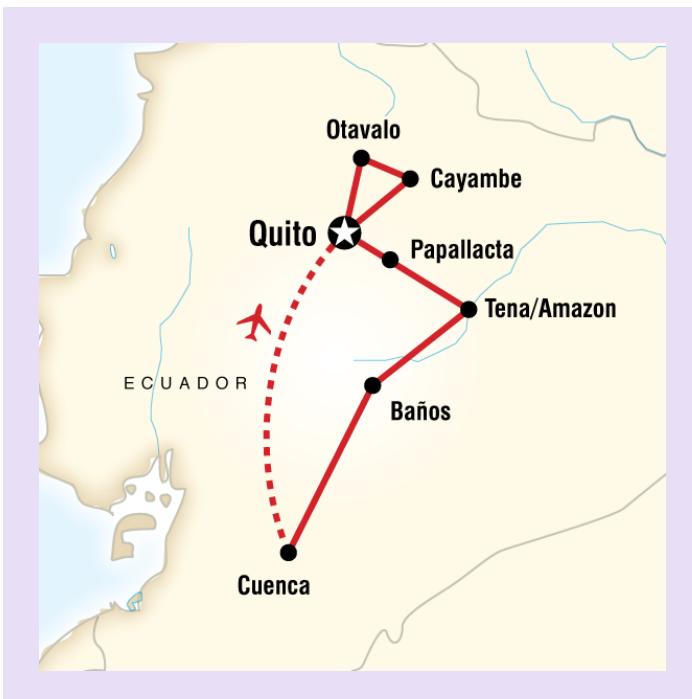 Otavalo
Cayambe
Quito
Papallacta
Tena/Amazon
ECUADOR
Baños
Cuenca